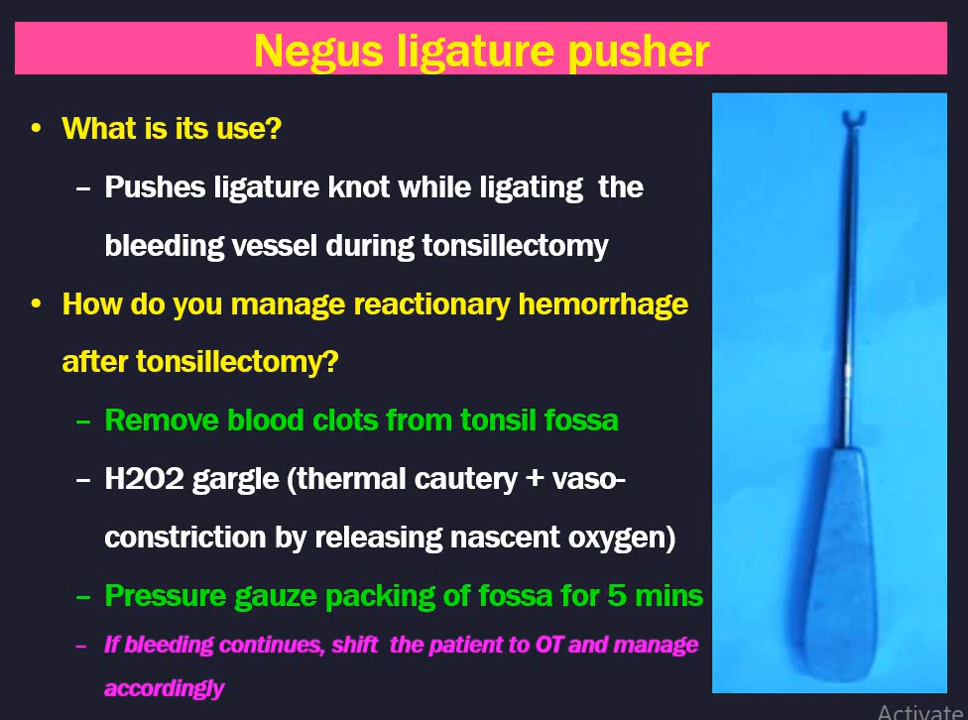 Negus ligature pusher
• What is its use?
– Pushes ligature knot while ligating the
bleeding vessel during tonsillectomy
• How do you manage reactionary hemorrhage
after tonsillectomy?
– Remove blood clots from tonsil fossa
– H2O2 gargle (thermal cautery + vaso-
constriction by releasing nascent oxygen)
– Pressure gauze packing of fossa for 5 mins
– If bleeding continues, shift the patient to OT and manage
accordingly
Activate